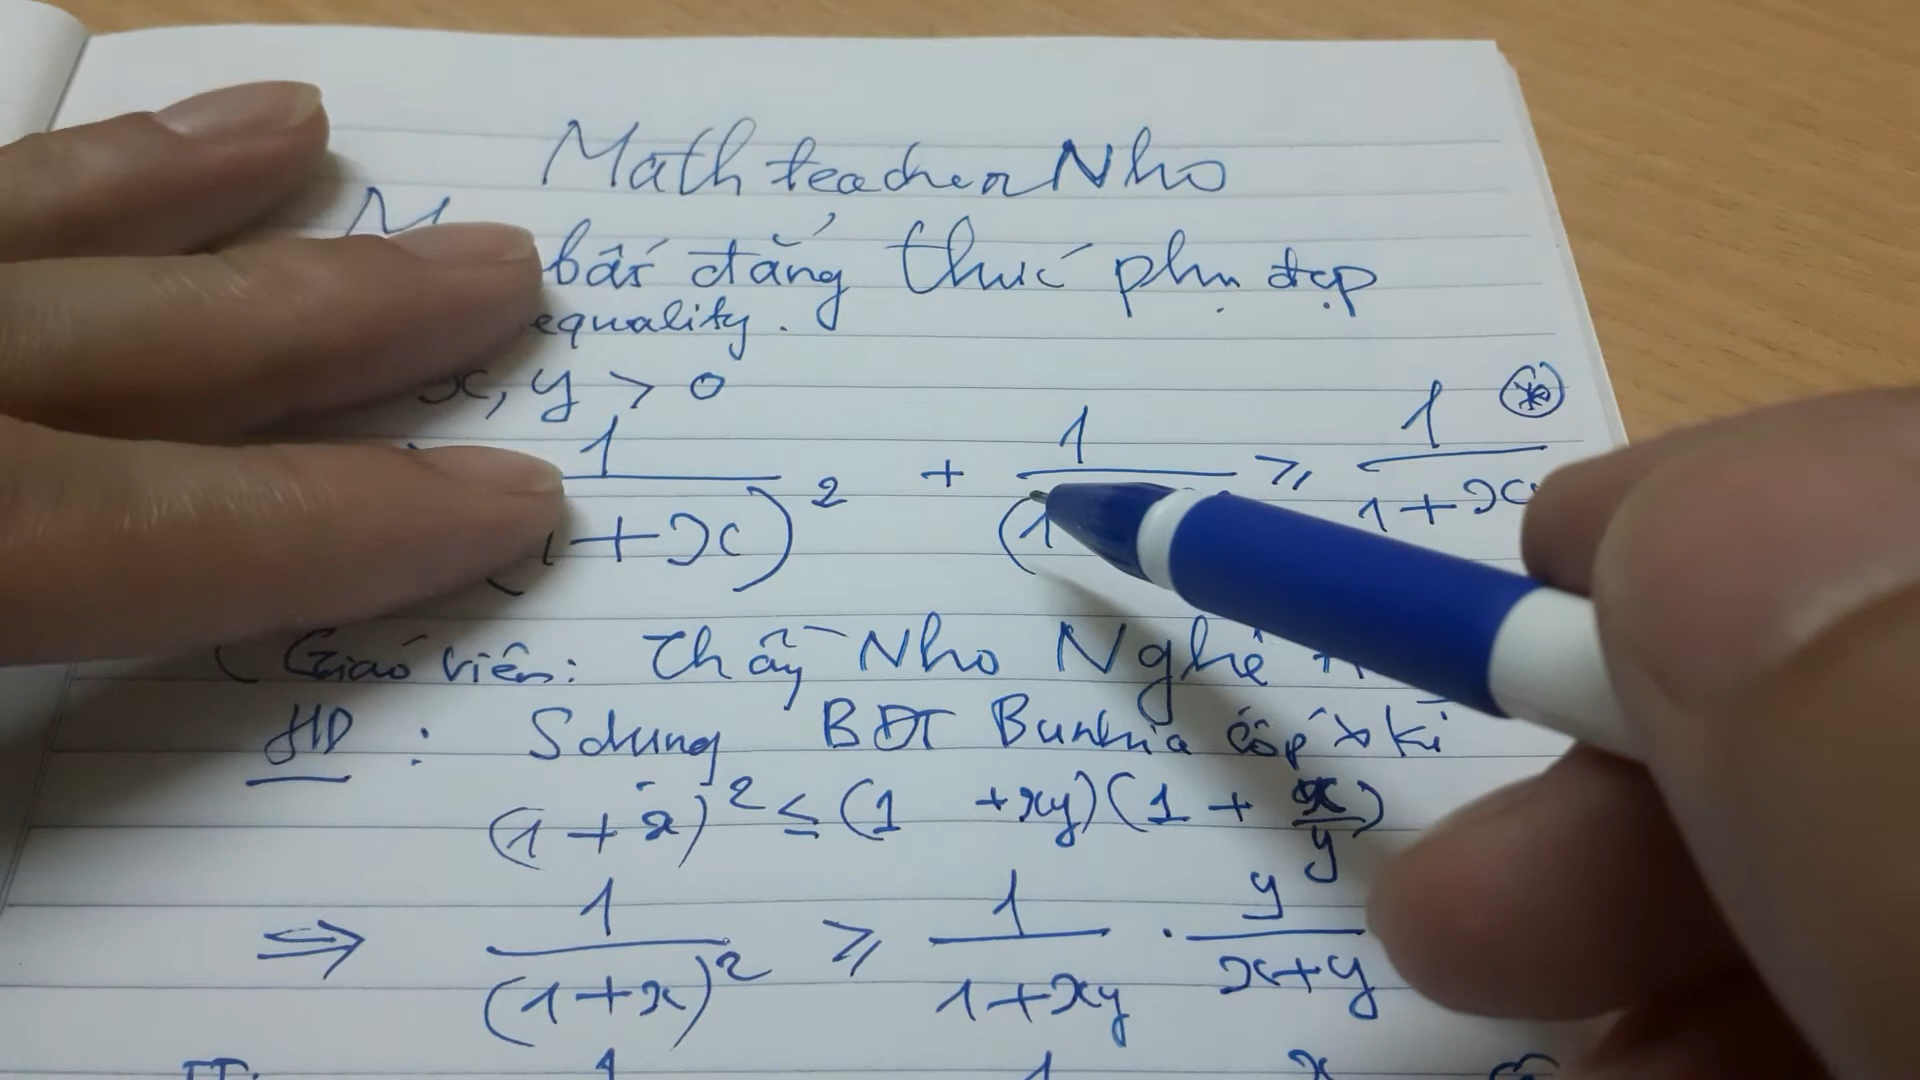 Math teacher Nho
bất đẳng thức phụ đẹp
equality.
x, y > 0
1/(1+x)² + 1/(1 ≥ 1/1+x ⊛
(Giáo viên: Thầy Nho Nghệ
HD : Sdụng BĐT Bunhia cốp xki
(1+x)² ≤ (1 +xy)(1 + x/y)
⇒ 1/(1+x)² ≥ 1/1+xy · y/x+y